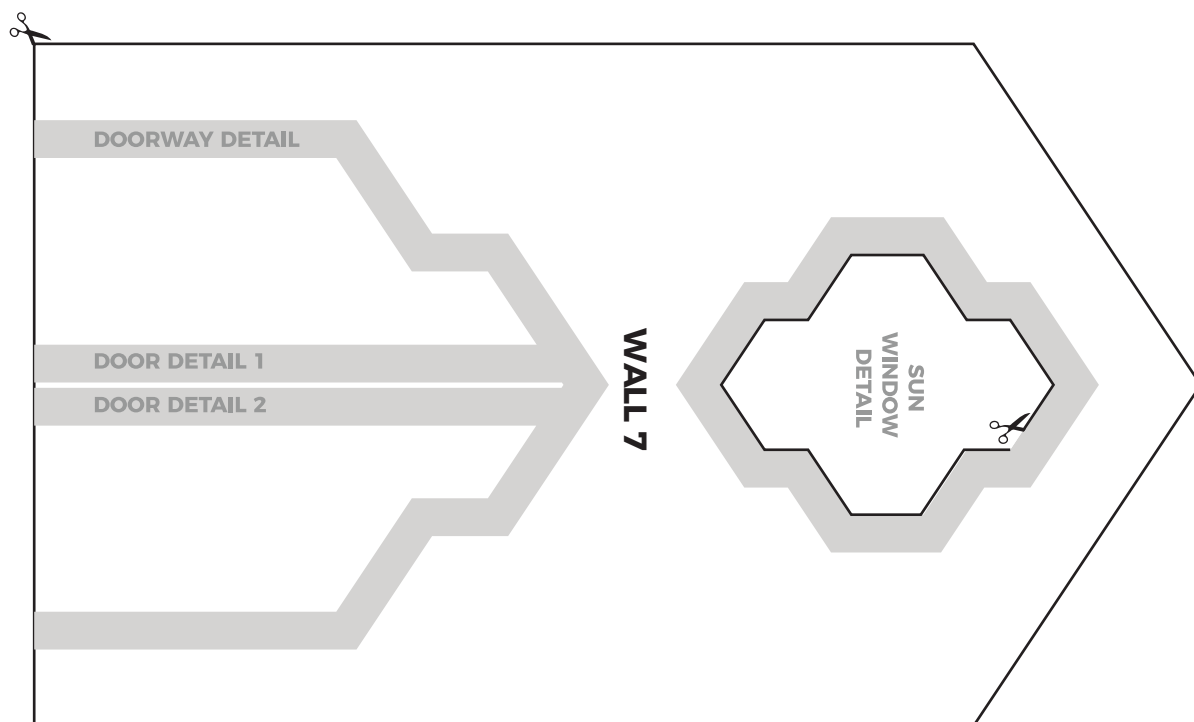 DOORWAY DETAIL
DOOR DETAIL 1
DOOR DETAIL 2
WALL 7
SUN
WINDOW
DETAIL